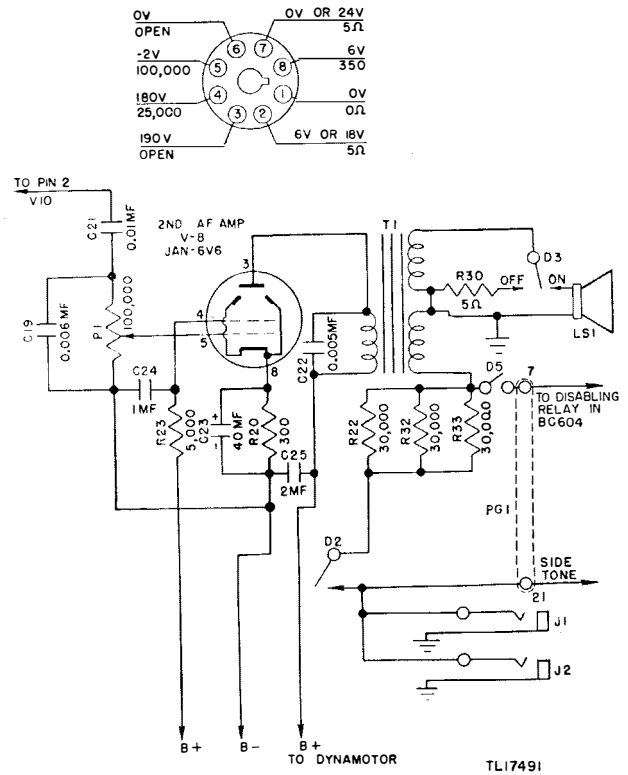 0V
OPEN
0V OR 24V
5Ω
-2V
100,000
6V
350
180V
25,000
0V
0Ω
190V
OPEN
6V OR 18V
5Ω
6
7
5
8
4
1
3
2
TO PIN 2
V10
C21
0.01MF
2ND AF AMP
V-8
JAN-6V6
T1
D3
R30
5Ω
OFF
ON
LS1
3
4
5
8
C19
0.006MF
P1
100,000
C22
0.005MF
C24
1MF
R23
5,000
C23
+
-
40MF
R20
300
C25
2MF
R22
30,000
R32
30,000
R33
30,000
D5
7
TO DISABLING
RELAY IN
BC604
PG1
D2
SIDE
TONE
21
J1
J2
B+
B-
B+
TO DYNAMOTOR
TL17491